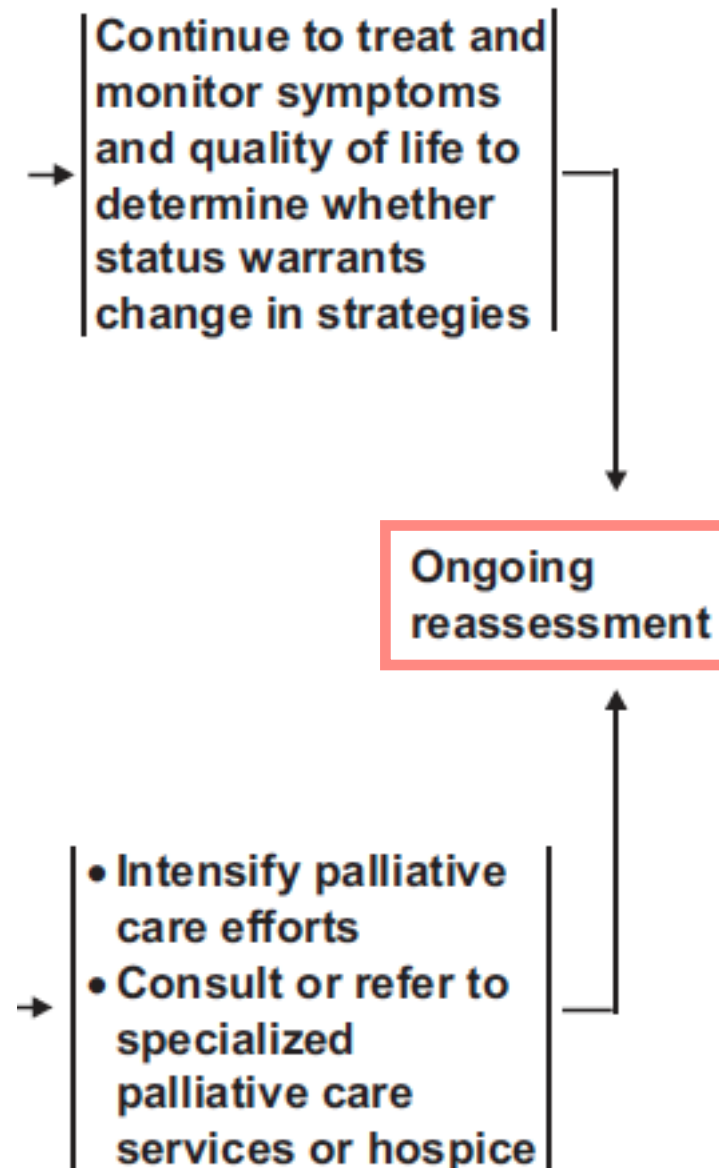 Continue to treat and
monitor symptoms
and quality of life to
determine whether
status warrants
change in strategies
Ongoing
reassessment
• Intensify palliative
care efforts
• Consult or refer to
specialized
palliative care
services or hospice